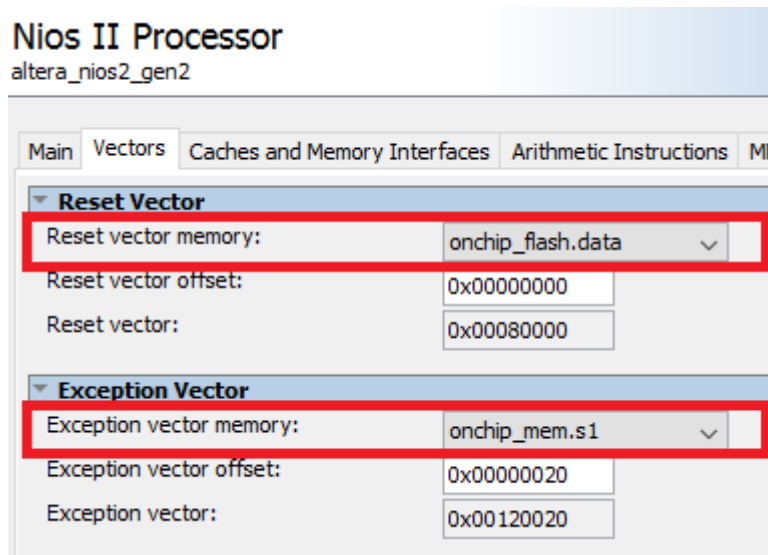 Nios II Processor
altera_nios2_gen2
Main Vectors Caches and Memory Interfaces Arithmetic Instructions
Reset Vector
Reset vector memory: onchip_flash.data
Reset vector offset: 0x00000000
Reset vector: 0x00080000
Exception Vector
Exception vector memory: onchip_mem.s1
Exception vector offset: 0x00000020
Exception vector: 0x00120020